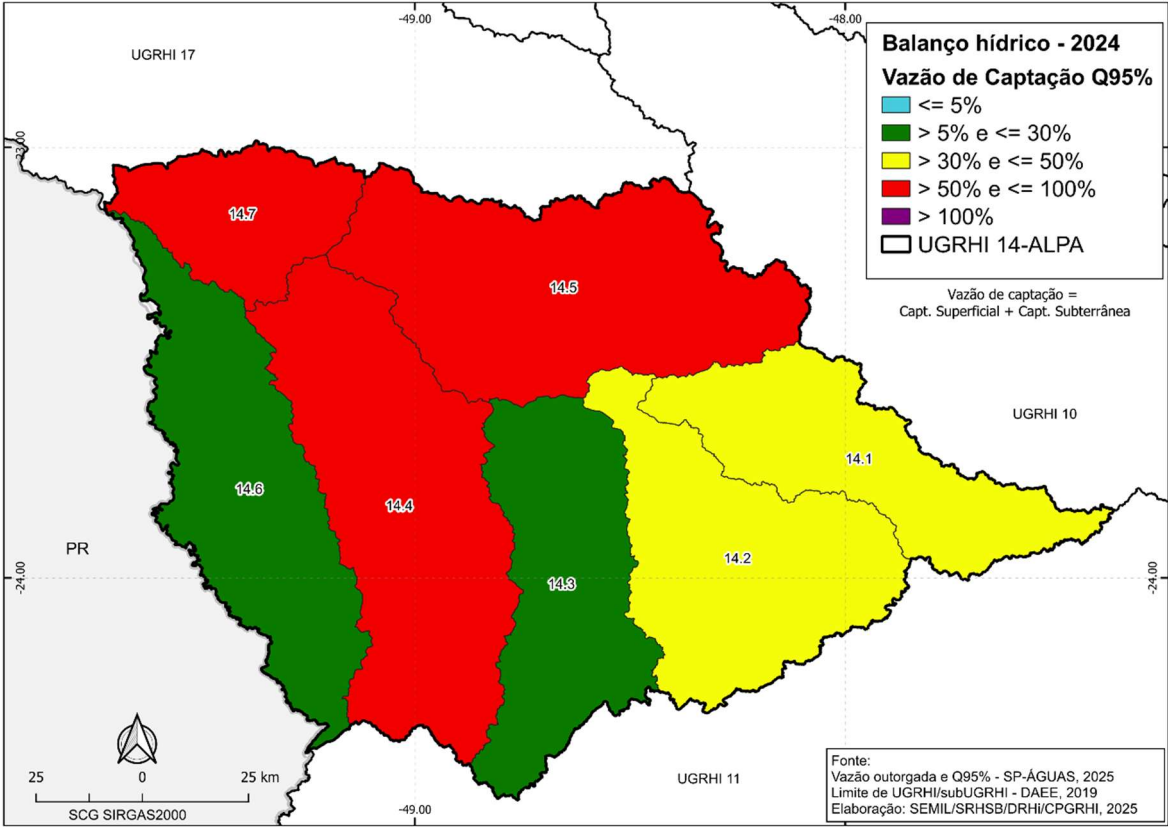 -49.00
-48.00
UGRHI 17
Balanço hídrico - 2024
Vazão de Captação Q95%
<= 5%
> 5% e <= 30%
> 30% e <= 50%
> 50% e <= 100%
> 100%
UGRHI 14-ALPA
Vazão de captação =
Capt. Superficial + Capt. Subterrânea
14.7
14.5
UGRHI 10
14.1
14.6
14.4
PR
14.2
14.3
-24.00
-24.00
25 0 25 km
SCG SIRGAS2000
-49.00
UGRHI 11
Fonte:
Vazão outorgada e Q95% - SP-ÁGUAS, 2025
Limite de UGRHI/subUGRHI - DAEE, 2019
Elaboração: SEMIL/SRHSB/DRHi/CPGRHI, 2025